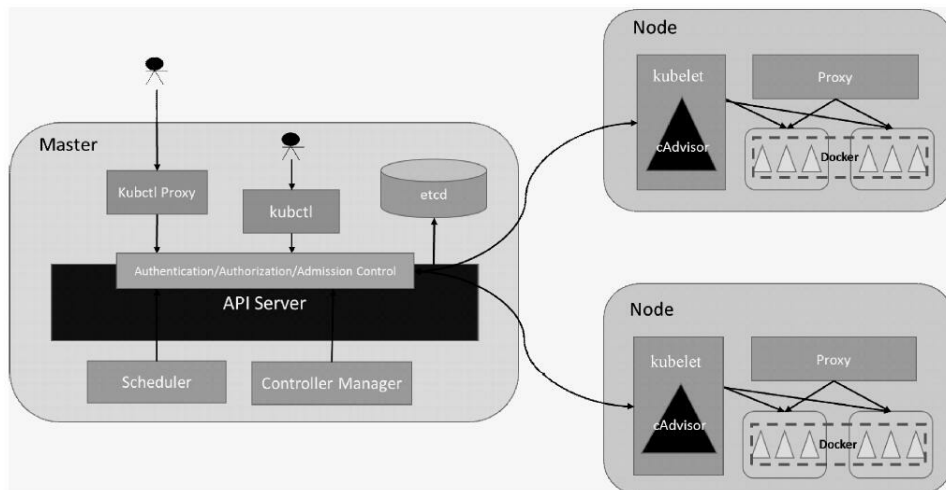 Master
Kubctl Proxy
kubctl
etcd
Authentication/Authorization/Admission Control
API Server
Scheduler
Controller Manager
Node
kubelet
cAdvisor
Proxy
Docker
Node
kubelet
cAdvisor
Proxy
Docker